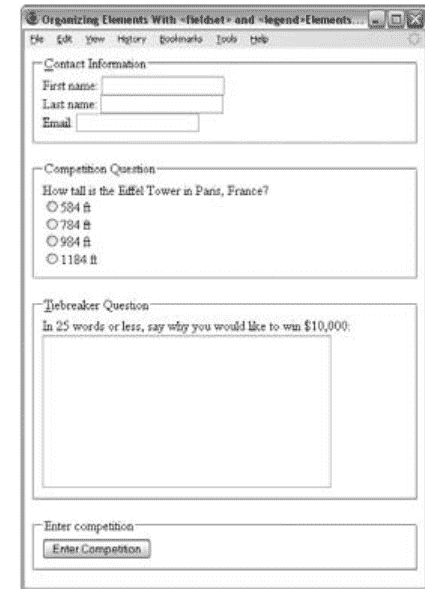 Organizing Elements With <fieldset> and <legend>Elements...
File Edit View History Bookmarks Tools Help
Contact Information
First name:
Last name:
Email:
Competition Question
How tall is the Eiffel Tower in Paris, France?
584 ft
784 ft
984 ft
1184 ft
Tiebreaker Question
In 25 words or less, say why you would like to win $10,000:
Enter competition
Enter Competition